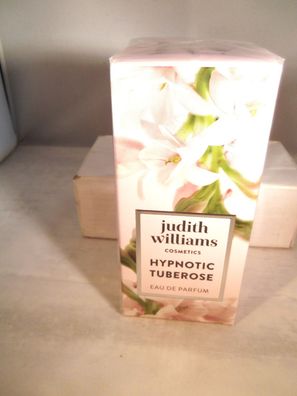 judith
williams
COSMETICS
HYPNOTIC
TUBEROSE
EAU DE PARFUM